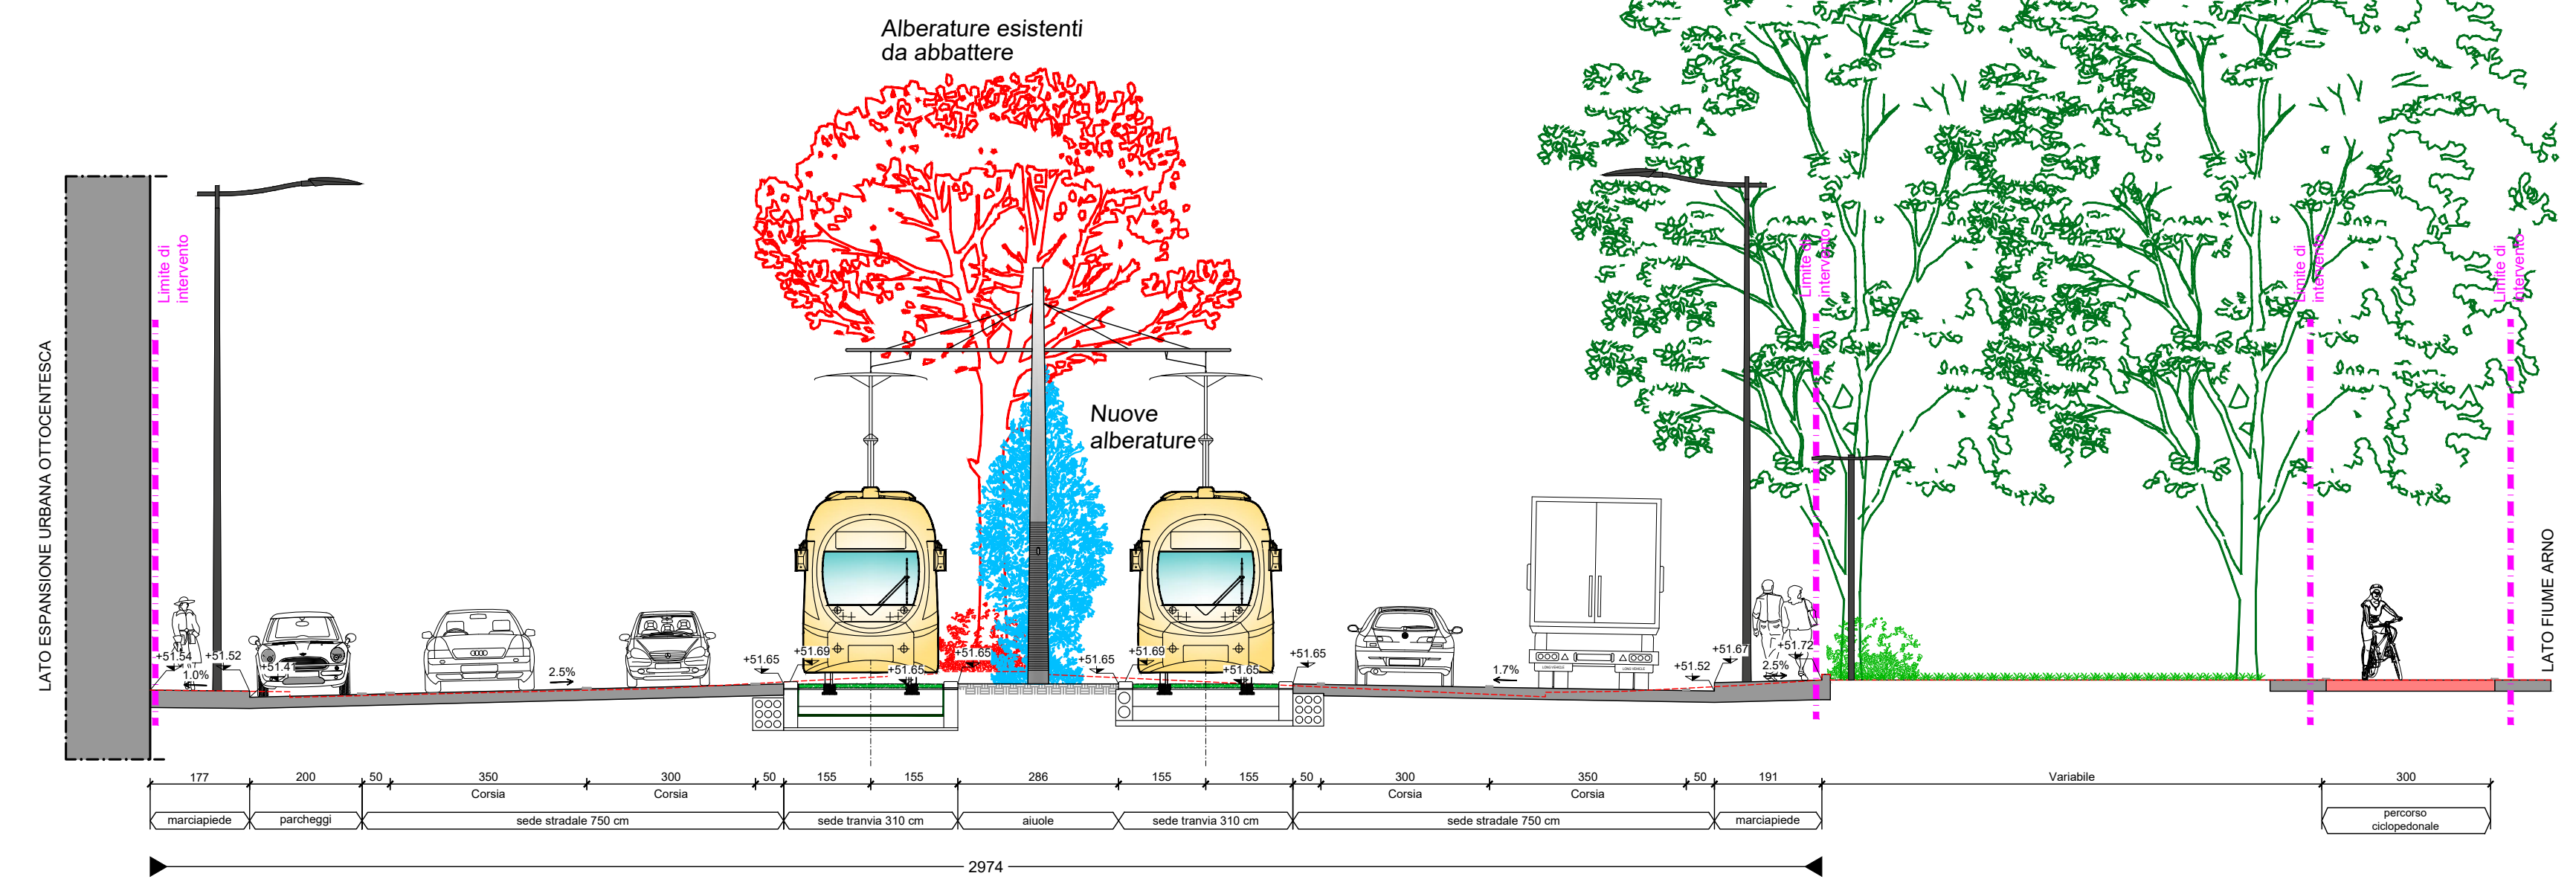 Alberature esistenti
da abbattere
Limite di
intervento
Limite di
intervento
Limite di
intervento
Limite di
intervento
LATO ESPANSIONE URBANA OTTOCENTESCA
Nuove
alberature
LATO FIUME ARNO
+51.54
+51.52
1.0%
+51.41
2.5%
+51.65
+51.69
+51.65
+51.65
+51.65
+51.69
+51.65
+51.65
1.7%
+51.52
+51.67
2.5%
+51.72
LONG VEHICLE
LONG VEHICLE
177 200 50 350 300 50 155 155 286 155 155 50 300 350 50 191 Variabile 300
Corsia Corsia Corsia Corsia
marciapiede parcheggi sede stradale 750 cm sede tranvia 310 cm aiuole sede tranvia 310 cm sede stradale 750 cm marciapiede percorso
ciclopedonale
2974